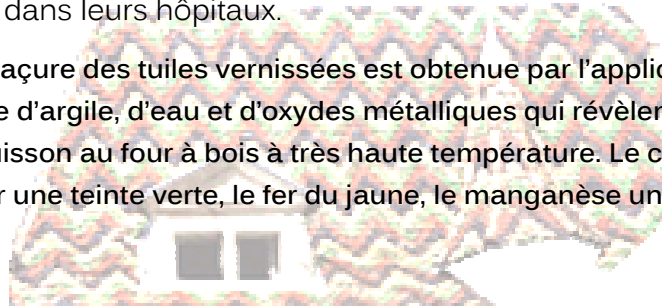 dans leurs hôpitaux.
açure des tuiles vernissées est obtenue par l'applic
e d'argile, d'eau et d'oxydes métalliques qui révèler
uisson au four à bois à très haute température. Le c
r une teinte verte, le fer du jaune, le manganèse un